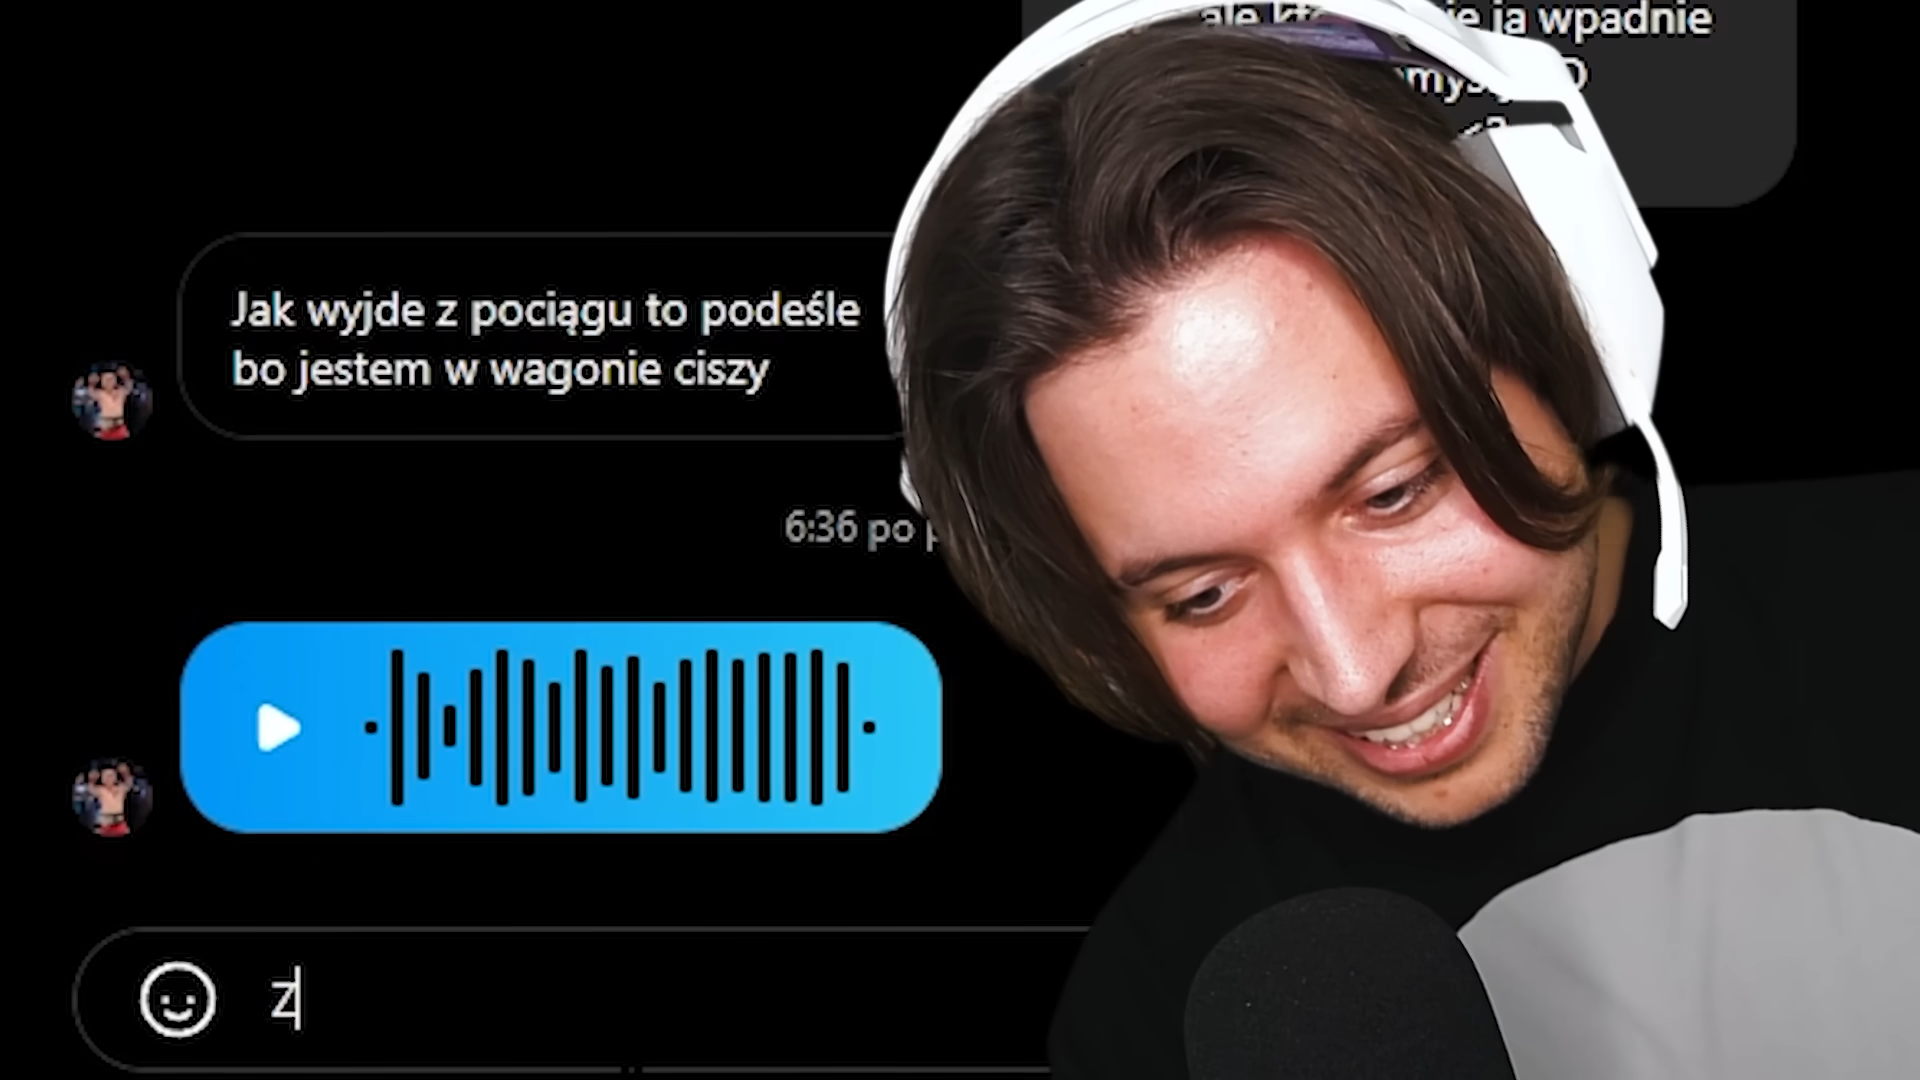 ja wpadnie
Jak wyjde z pociągu to podeśle
bo jestem w wagonie ciszy
6:36 po
Z